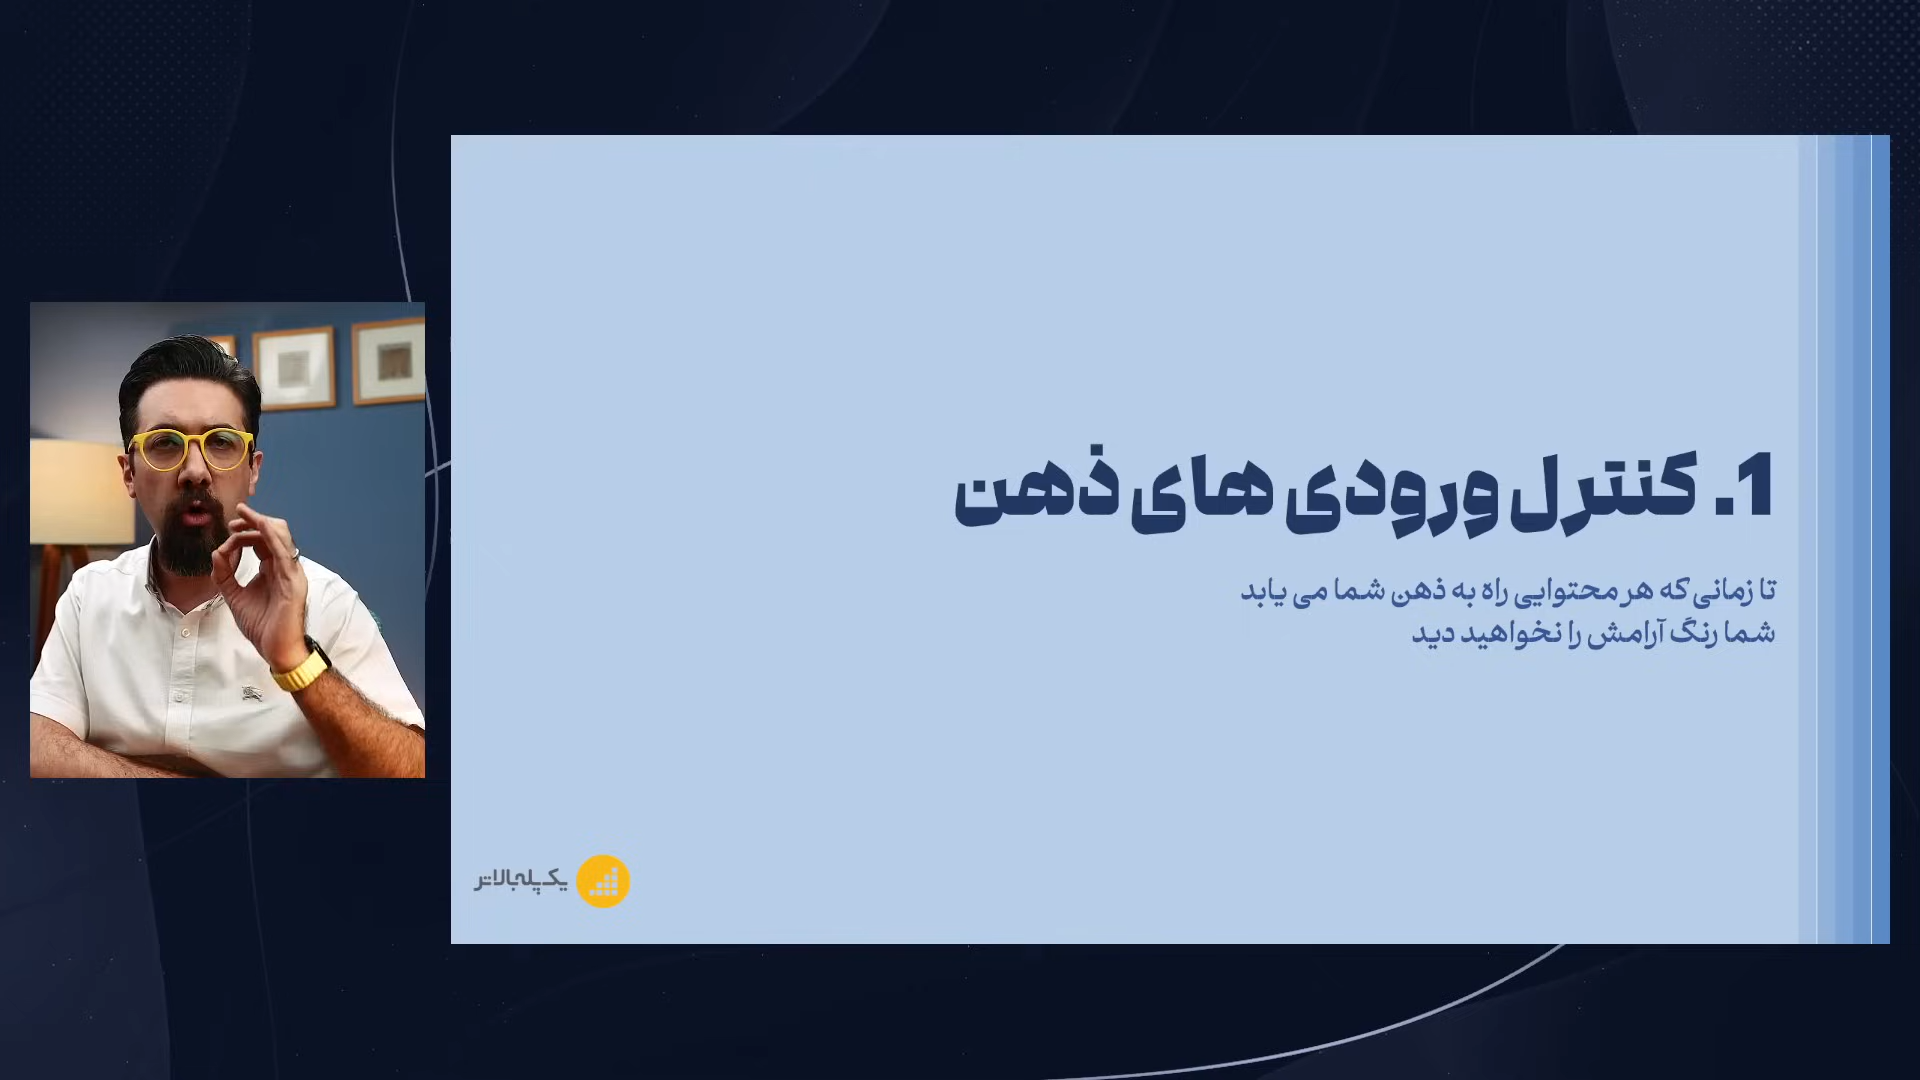 1. کنترل ورودی های ذهن
تا زمانی که هر محتوایی راه به ذهن شما می یابد
شما رنگ آرامش را نخواهید دید
یک پله بالاتر